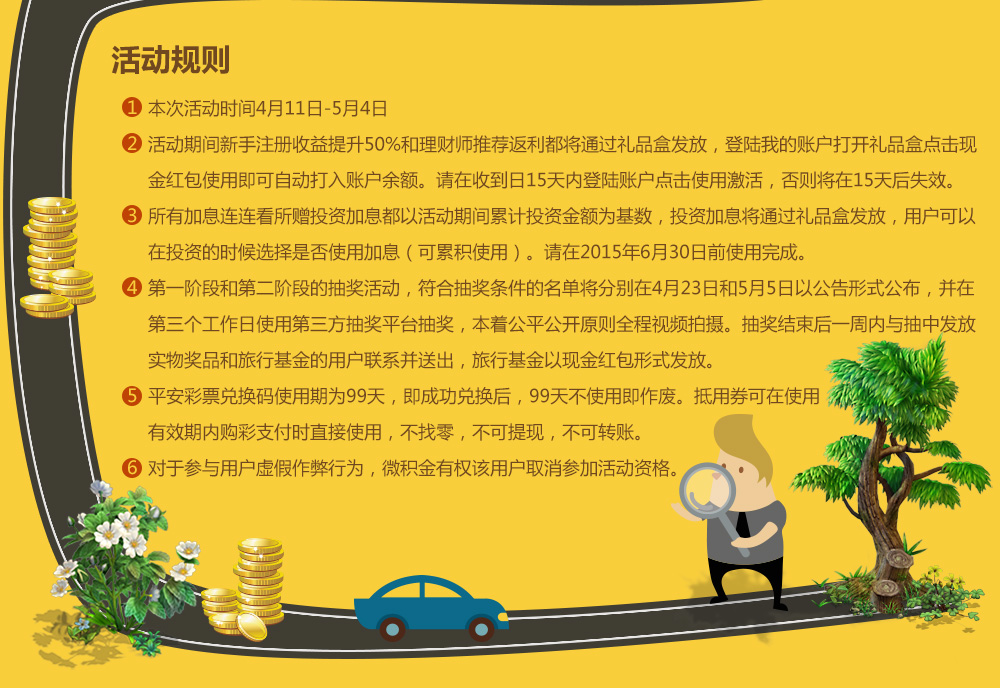 活动规则
1 本次活动时间4月11日-5月4日
2 活动期间新手注册收益提升50%和理财师推荐返利都将通过礼品盒发放，登陆我的账户打开礼品盒点击现
金红包使用即可自动打入账户余额。请在收到日15天内登陆账户点击使用激活，否则将在15天后失效。
3 所有加息连连看所赠投资加息都以活动期间累计投资金额为基数，投资加息将通过礼品盒发放，用户可以
在投资的时候选择是否使用加息（可累积使用）。请在2015年6月30日前使用完成。
4 第一阶段和第二阶段的抽奖活动，符合抽奖条件的名单将分别在4月23日和5月5日以公告形式公布，并在
第三个工作日使用第三方抽奖平台抽奖，本着公平公开原则全程视频拍摄。抽奖结束后一周内与抽中发放
实物奖品和旅行基金的用户联系并送出，旅行基金以现金红包形式发放。
5 平安彩票兑换码使用期为99天，即成功兑换后，99天不使用即作废。抵用券可在使用
有效期内购彩支付时直接使用，不找零，不可提现，不可转账。
6 对于参与用户虚假作弊行为，微积金有权该用户取消参加活动资格。